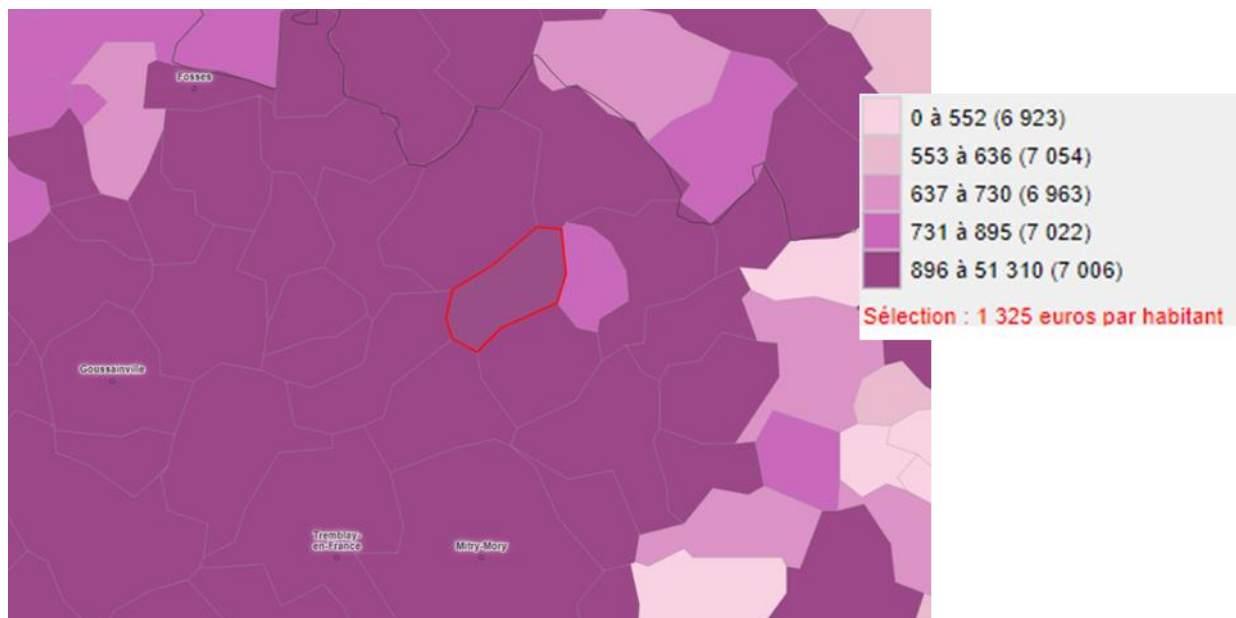 Fosses
Goussainville
Tremblay-
en-France
Mitry-Mory
0 à 552 (6 923)
553 à 636 (7 054)
637 à 730 (6 963)
731 à 895 (7 022)
896 à 51 310 (7 006)
Sélection : 1 325 euros par habitant